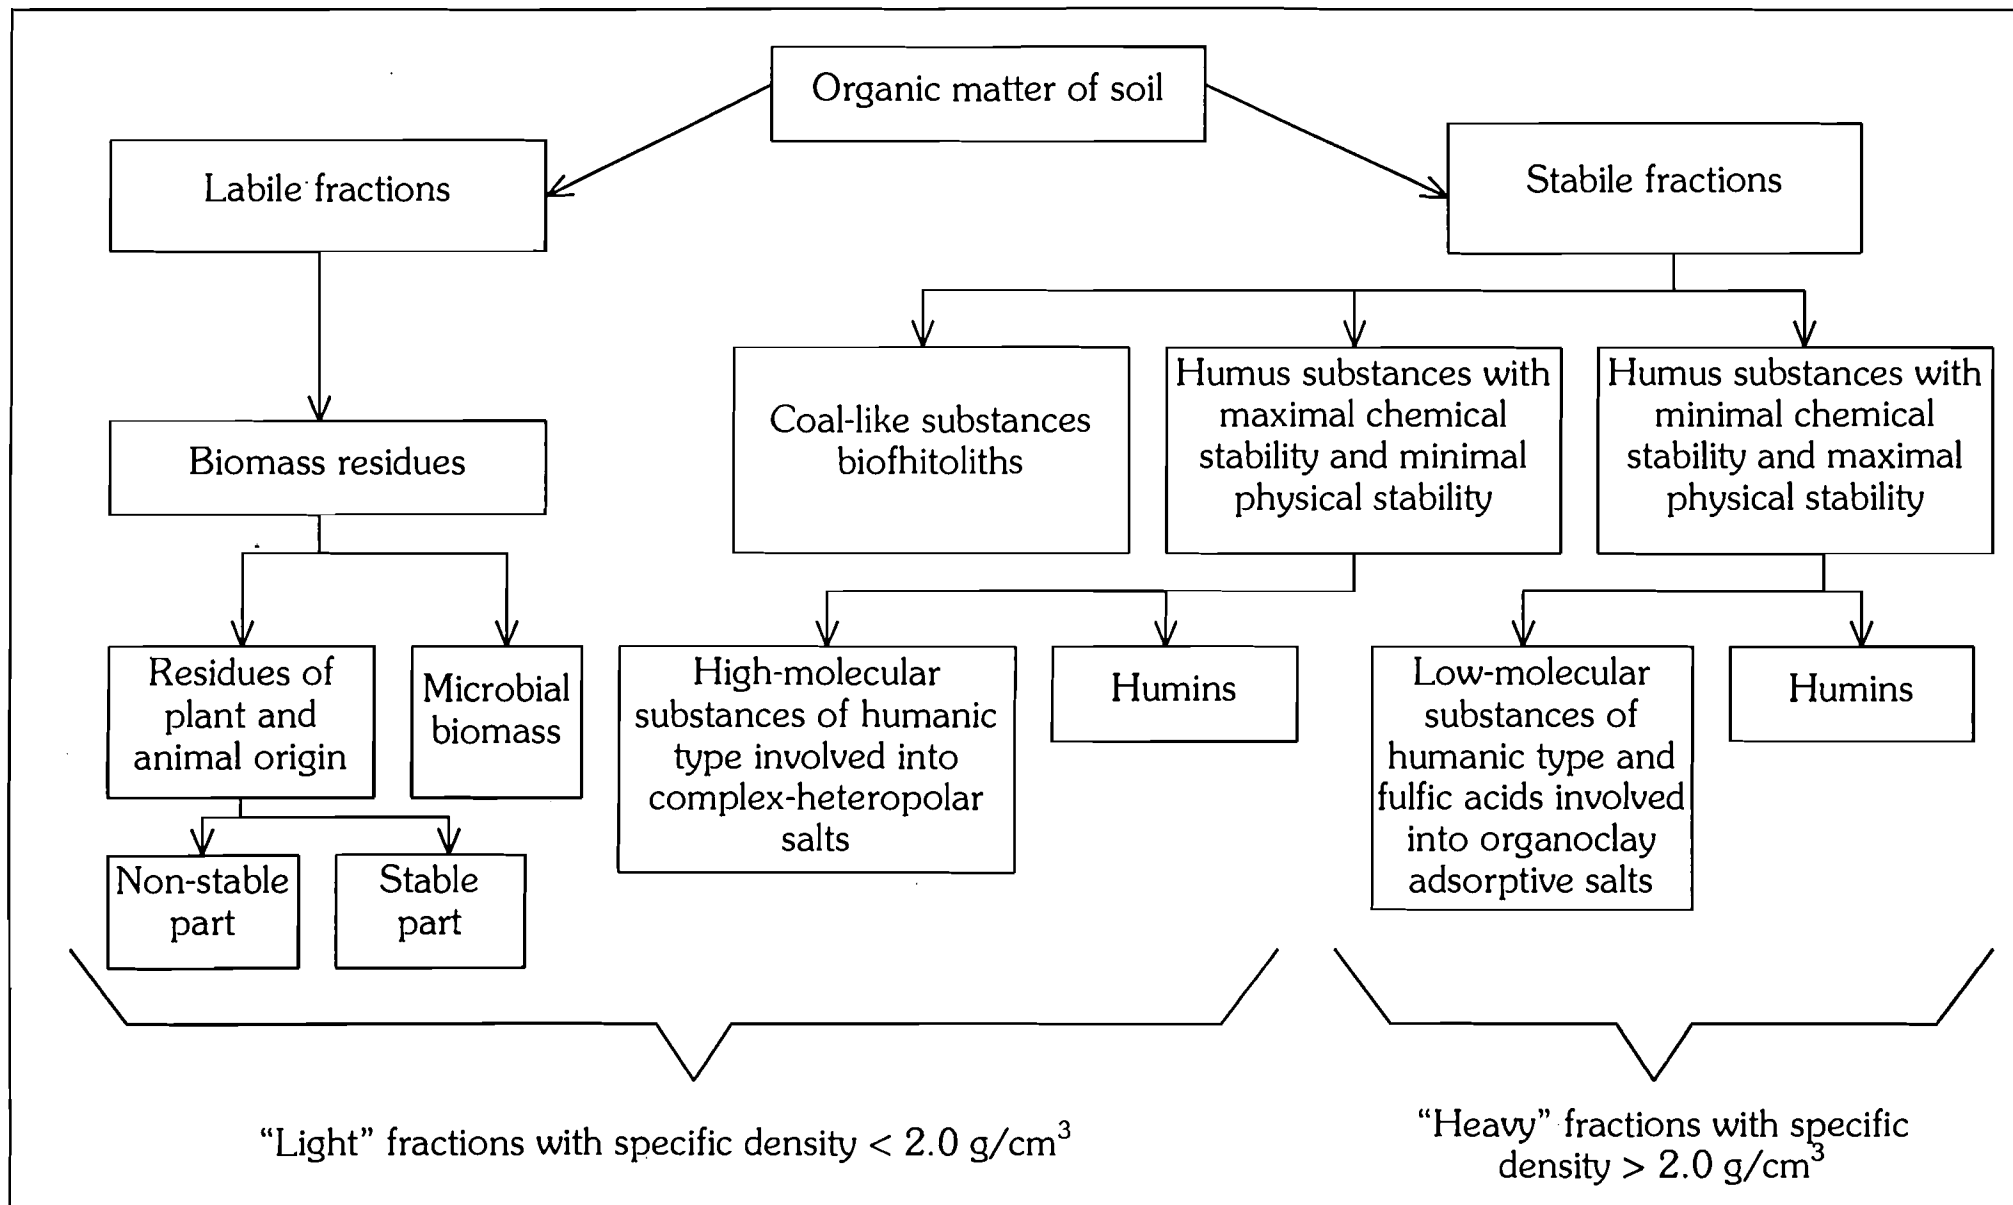 Organic matter of soil
Labile fractions
Stabile fractions
Coal-like substances
biofhitoliths
Humus substances with
maximal chemical
stability and minimal
physical stability
Humus substances with
minimal chemical
stability and maximal
physical stability
Biomass residues
Residues of
plant and
animal origin
Microbial
biomass
High-molecular
substances of humanic
type involved into
complex-heteropolar
salts
Humins
Low-molecular
substances of
humanic type and
fulfic acids involved
into organoclay
adsorptive salts
Humins
Non-stable
part
Stable
part
“Light” fractions with specific density < 2.0 g/cm³
“Heavy” fractions with specific
density > 2.0 g/cm³